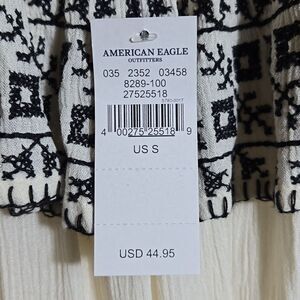 AMERICAN EAGLE
OUTFITTERS
035 2352 03458
8289-100
27525518
4 00275 25518 9
US S
USD 44.95